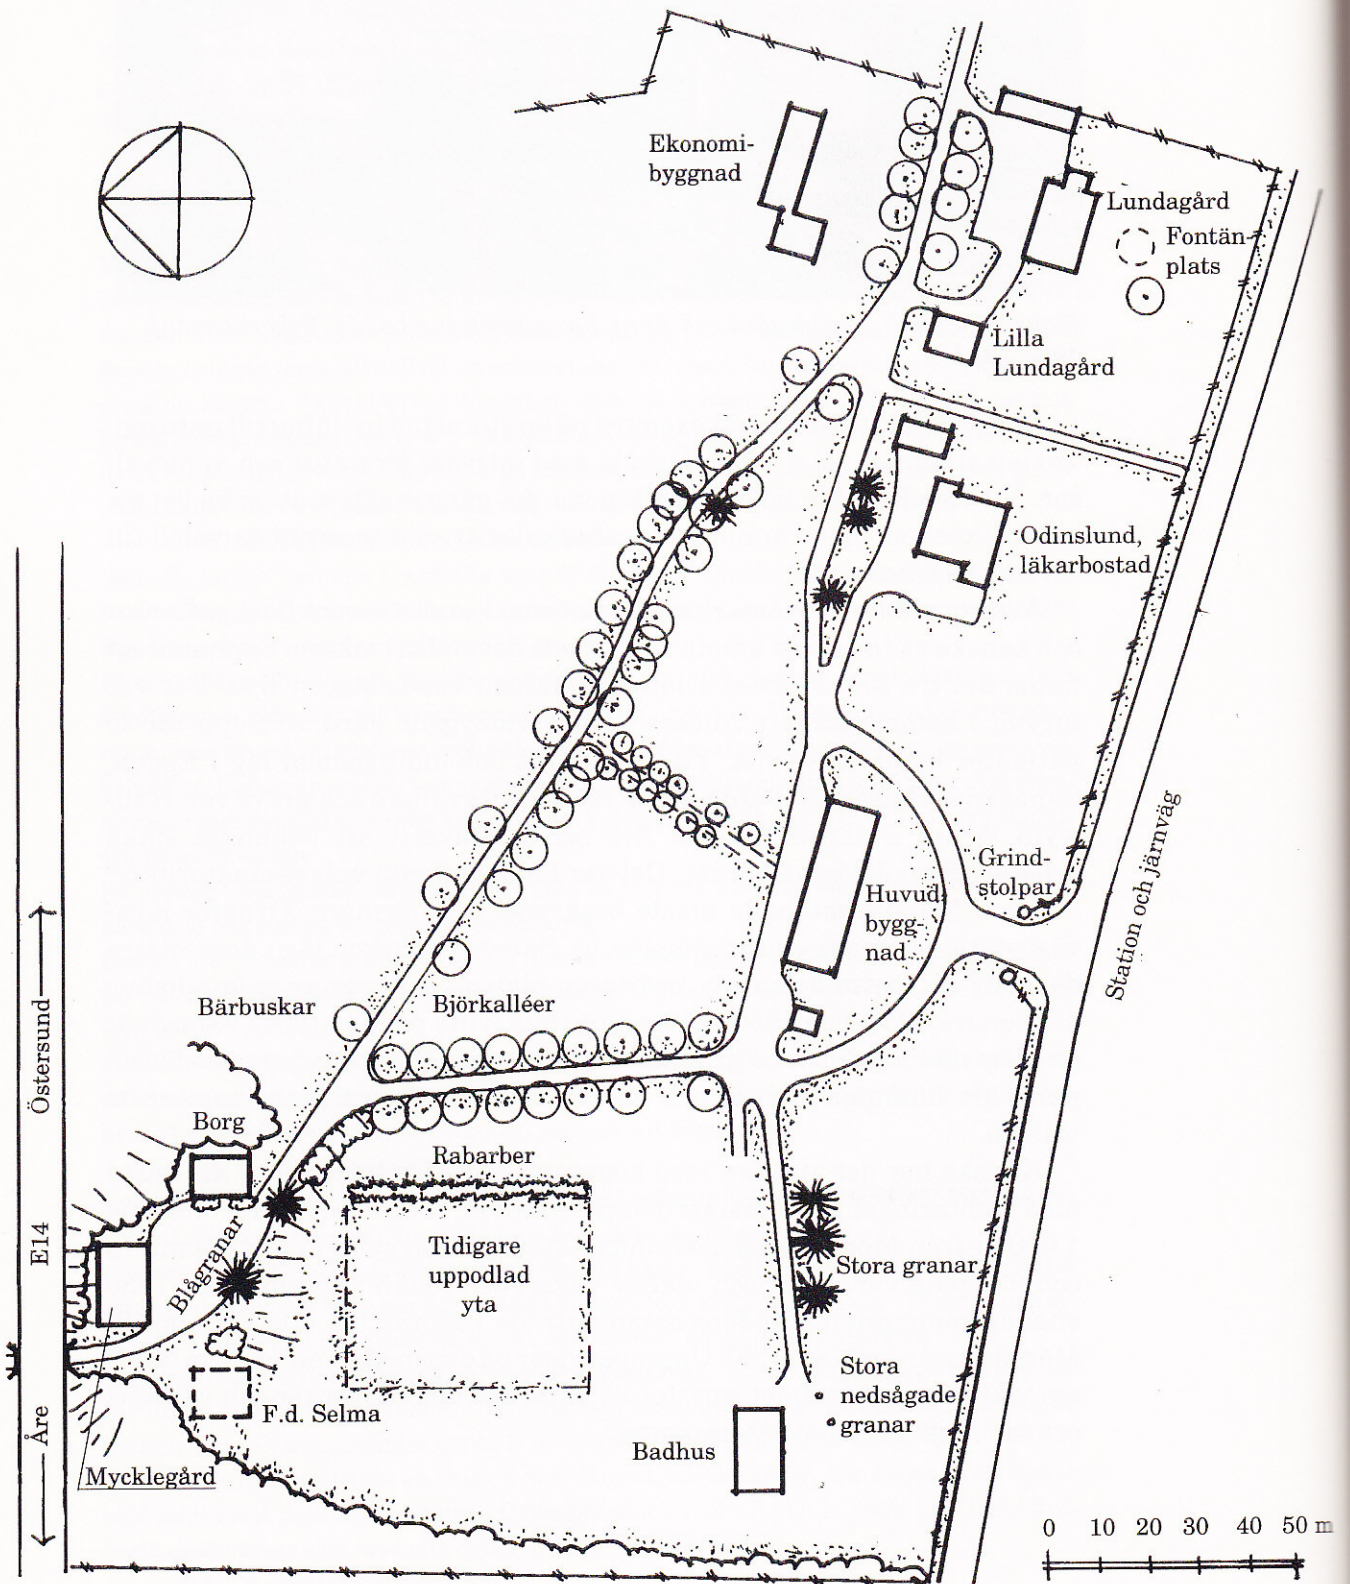 Ekonomi-
byggnad
Lundagård
Fontän-
plats
Lilla
Lundagård
Odinslund,
läkarbostad
Station och järnväg
Grind-
stolpar
Huvud-
bygg-
nad
Bärbuskar
Björkalléer
Östersund
Borg
Rabarber
E14
Blågranar
Tidigare
uppodlad
yta
Stora granar
Stora
nedsågade
granar
F.d. Selma
Åre
Badhus
Mycklegård
0 10 20 30 40 50 m